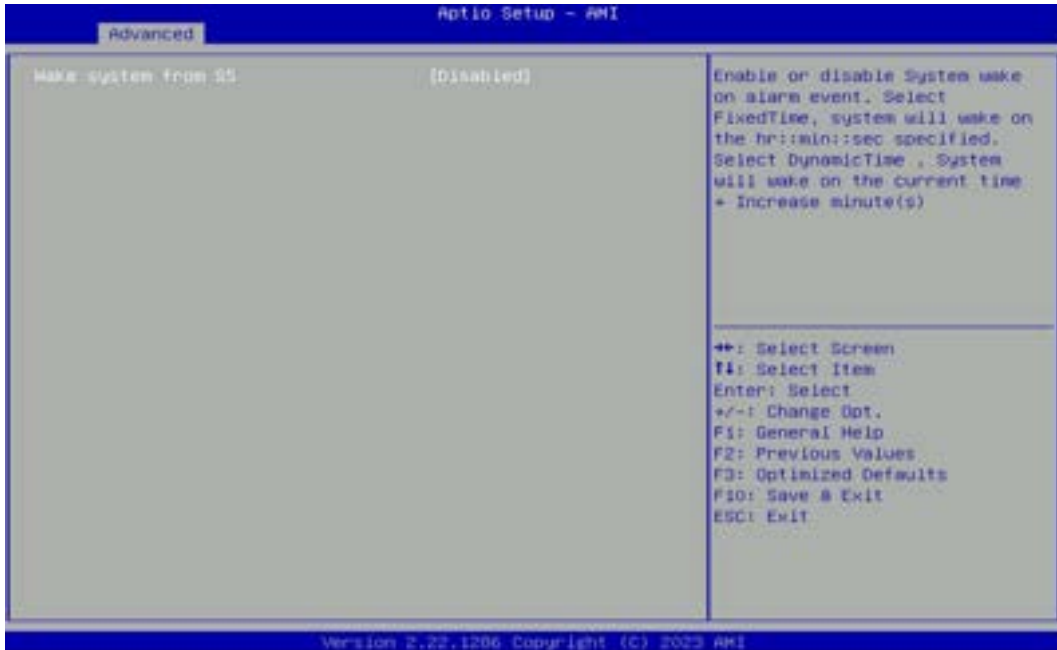 Aptio Setup - AMI
Advanced
Wake system from S5 [Disabled]
Enable or disable System wake
on alarm event. Select
FixedTime, system will wake on
the hr::min::sec specified.
Select DynamicTime , System
will wake on the current time
+ Increase minute(s)
→←: Select Screen
↑↓: Select Item
Enter: Select
+/-: Change Opt.
F1: General Help
F2: Previous Values
F3: Optimized Defaults
F10: Save & Exit
ESC: Exit
Version 2.22.1286 Copyright (C) 2023 AMI